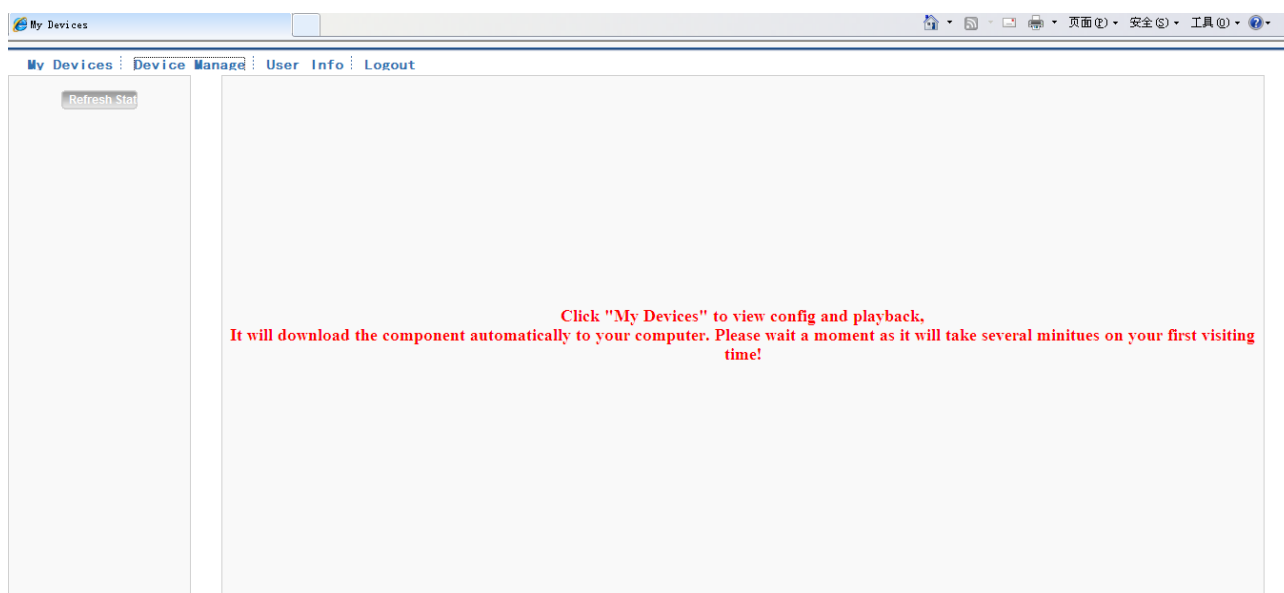 My Devices
页面(P) 安全(S) 工具(O)
My Devices Device Manage User Info Logout
Refresh Stat
Click "My Devices" to view config and playback,
It will download the component automatically to your computer. Please wait a moment as it will take several minitues on your first visiting
time!